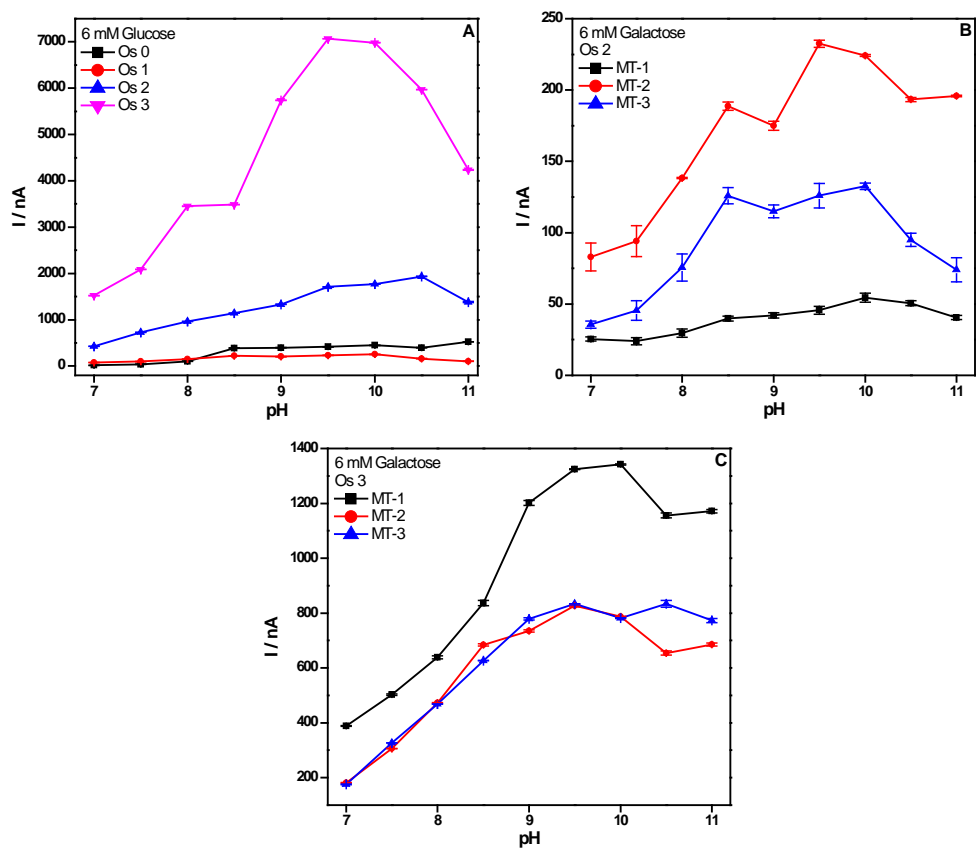 6 mM Glucose
A
Os 0
Os 1
Os 2
Os 3
7000
6000
5000
4000
3000
2000
1000
0
I / nA
7 8 9 10 11
pH
6 mM Galactose
B
Os 2
MT-1
MT-2
MT-3
250
200
150
100
50
0
I / nA
7 8 9 10 11
pH
6 mM Galactose
C
Os 3
MT-1
MT-2
MT-3
1400
1200
1000
800
600
400
200
I / nA
7 8 9 10 11
pH